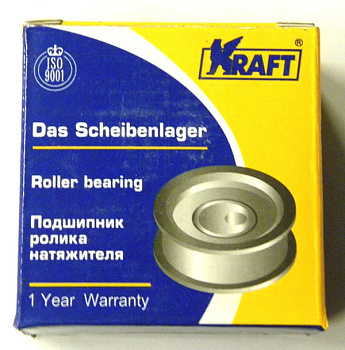 ISO
9001
KRAFT®
Das Scheibenlager
Roller bearing
Подшипник
ролика
натяжителя
1 Year Warranty